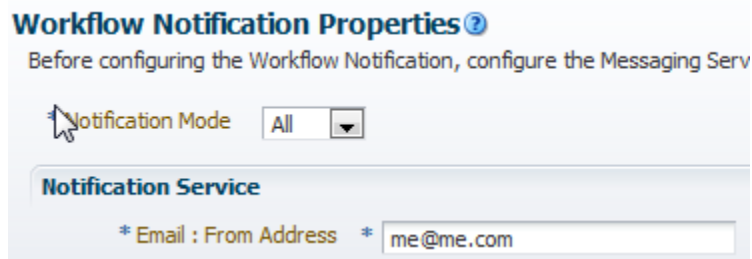 Workflow Notification Properties
Before configuring the Workflow Notification, configure the Messaging Serv
* Notification Mode All
Notification Service
* Email : From Address * me@me.com